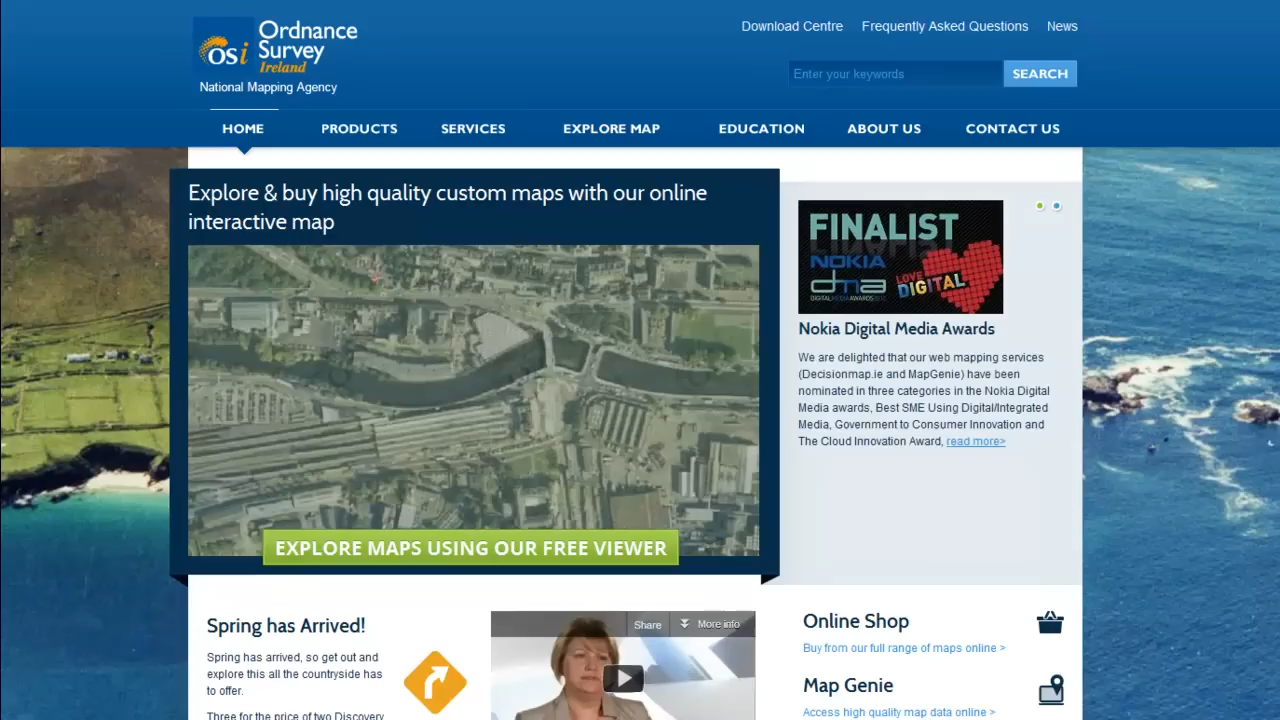 Ordnance
Survey
Ireland
osi
National Mapping Agency
Download Centre Frequently Asked Questions News
Enter your keywords SEARCH
HOME PRODUCTS SERVICES EXPLORE MAP EDUCATION ABOUT US CONTACT US
Explore & buy high quality custom maps with our online
interactive map
EXPLORE MAPS USING OUR FREE VIEWER
FINALIST
NOKIA
dma
DIGITAL MEDIA AWARDS
LOVE
DIGITAL
Nokia Digital Media Awards
We are delighted that our web mapping services
(Decisionmap.ie and MapGenie) have been
nominated in three categories in the Nokia Digital
Media awards, Best SME Using Digital/Integrated
Media, Government to Consumer Innovation and
The Cloud Innovation Award, read more>
Spring has Arrived!
Spring has arrived, so get out and
explore this all the countryside has
to offer.
Three for the price of two Discovery
Share More info
Online Shop
Buy from our full range of maps online >
Map Genie
Access high quality map data online >